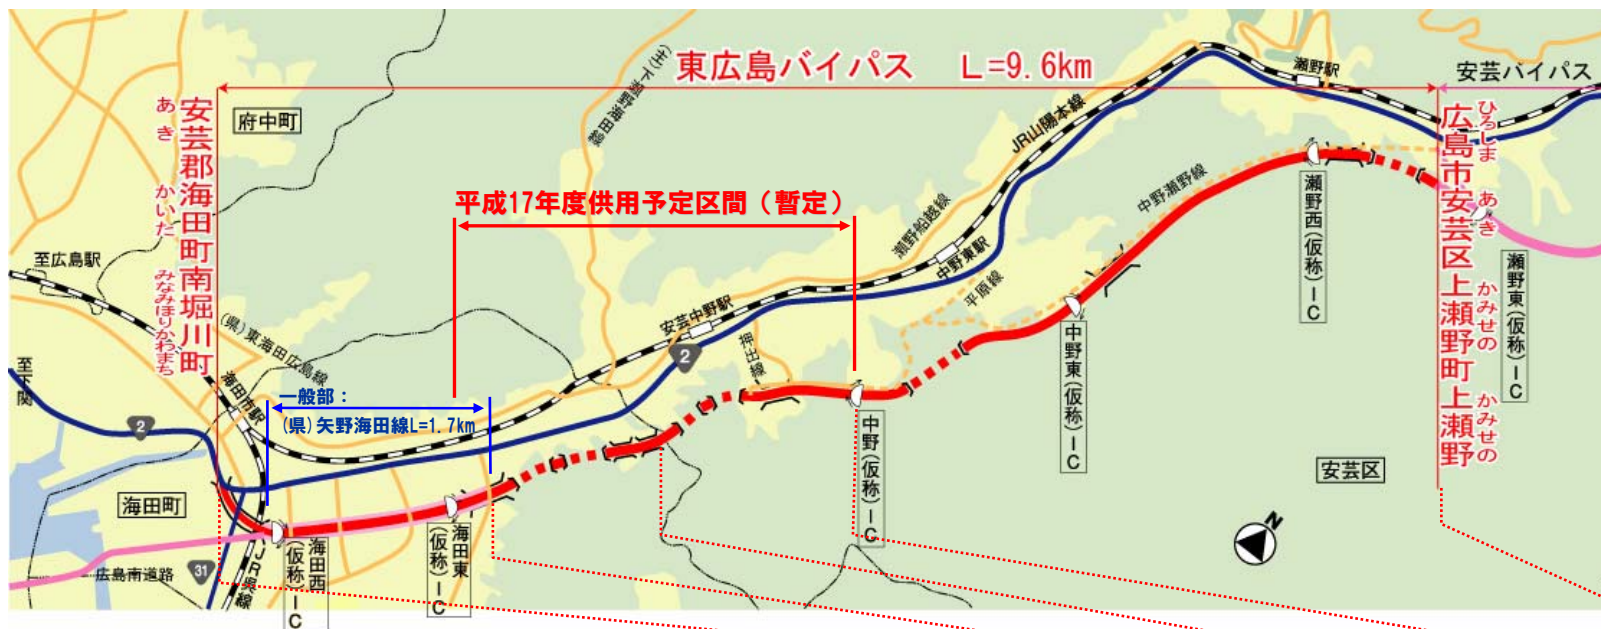 東広島バイパス　L=9.6km
安芸バイパス
瀬野駅
府中町
安芸郡海田町南堀川町
あき
かいた
みなみほりかわまち
広島市安芸区上瀬野町上瀬野
ひろしま
あき
かみせの
かみせの
(主)下瀬野海田線
JR山陽本線
平成17年度供用予定区間（暫定）
瀬野船越線
中野東駅
中野瀬野線
平原線
瀬野西(仮称)IC
瀬野東(仮称)IC
至広島駅
(県)東海田広島線
安芸中野駅
2
至下関
海田市駅
一般部：
(県)矢野海田線L=1.7km
2
中野(仮称)IC
中野東(仮称)IC
安芸区
海田町
広島南道路
31
JR呉線
海田西(仮称)IC
海田東(仮称)IC
N